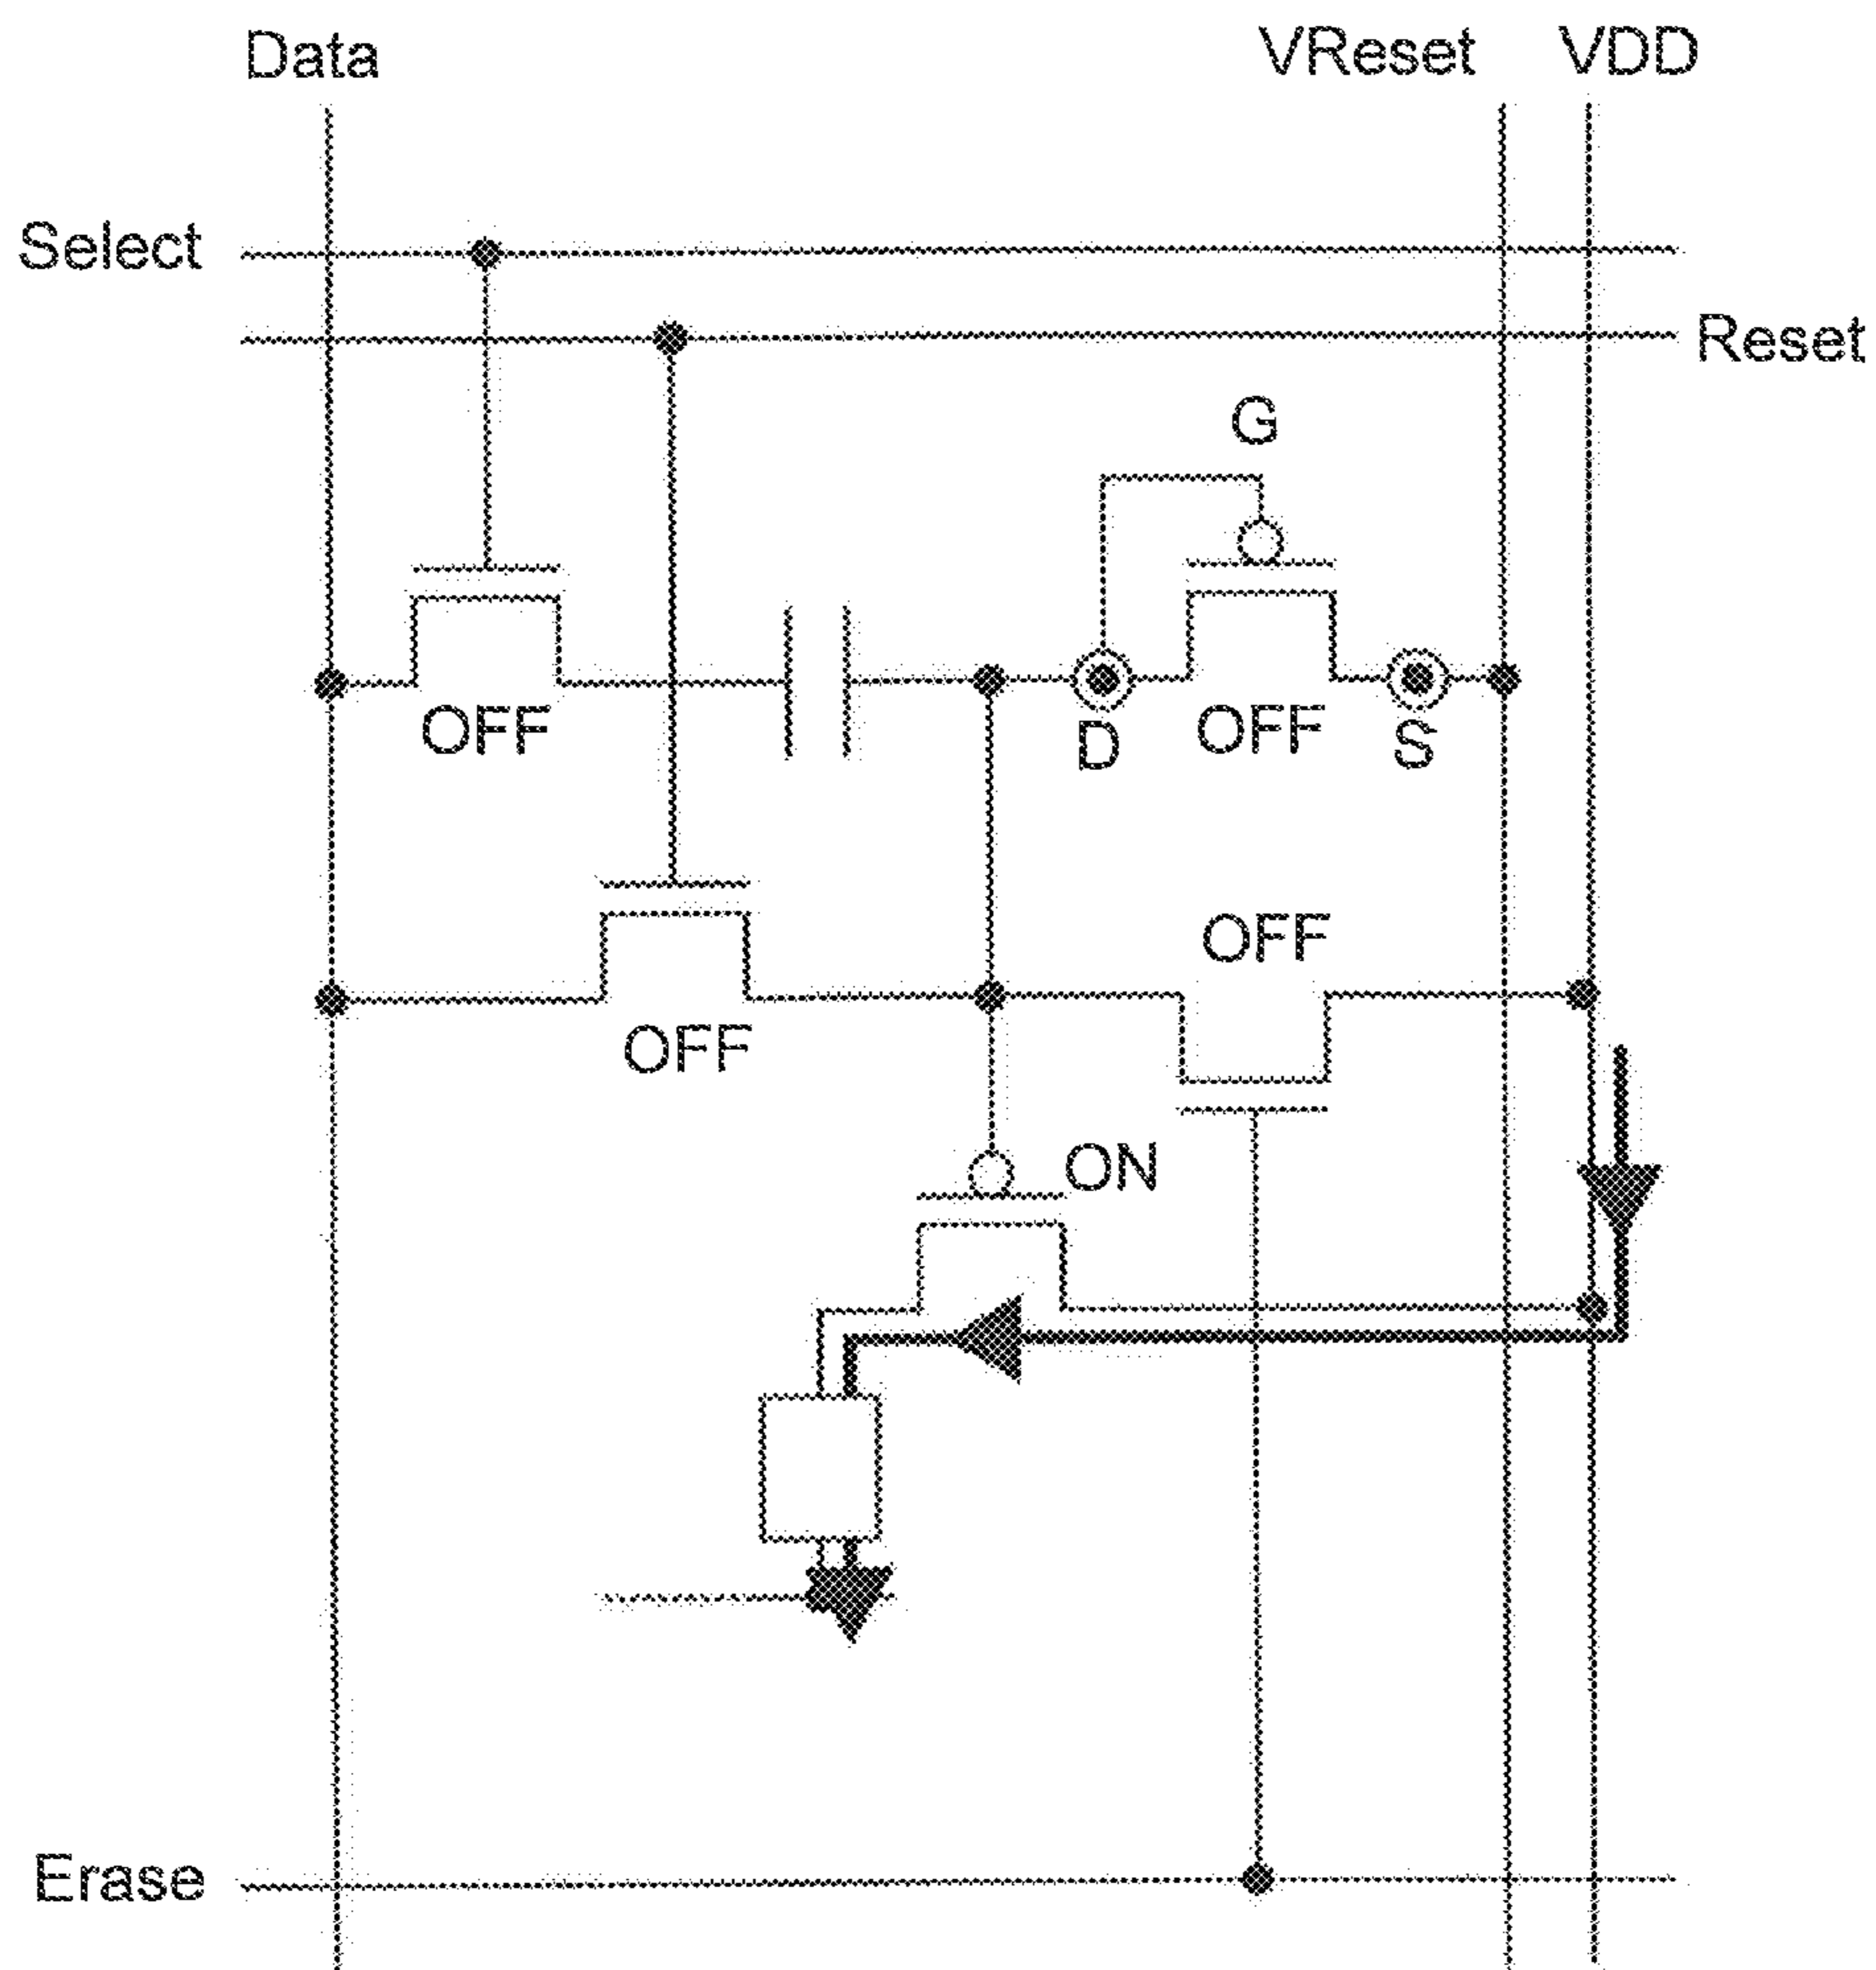 Data
VReset
VDD
Select
Reset
G
OFF
D
OFF
S
OFF
OFF
ON
Erase